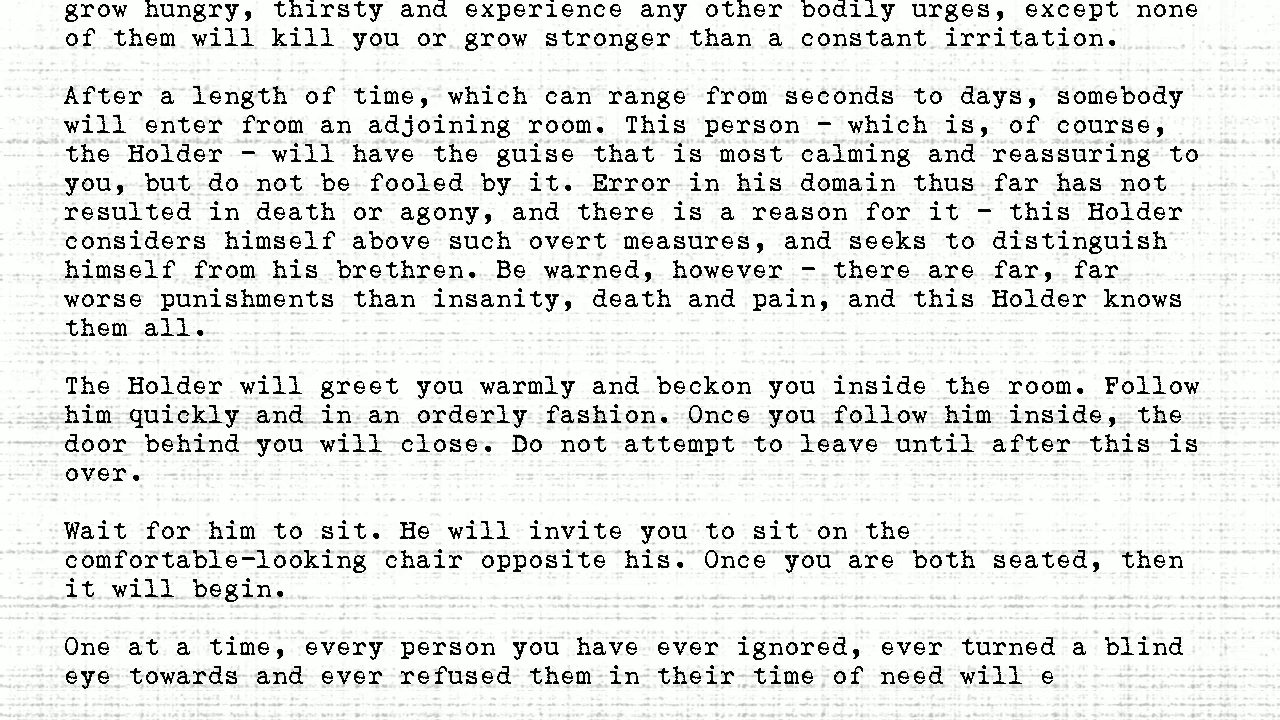 grow hungry, thirsty and experience any other bodily urges, except none
of them will kill you or grow stronger than a constant irritation.
After a length of time, which can range from seconds to days, somebody
will enter from an adjoining room. This person - which is, of course,
the Holder - will have the guise that is most calming and reassuring to
you, but do not be fooled by it. Error in his domain thus far has not
resulted in death or agony, and there is a reason for it - this Holder
considers himself above such overt measures, and seeks to distinguish
himself from his brethren. Be warned, however - there are far, far
worse punishments than insanity, death and pain, and this Holder knows
them all.
The Holder will greet you warmly and beckon you inside the room. Follow
him quickly and in an orderly fashion. Once you follow him inside, the
door behind you will close. Do not attempt to leave until after this is
over.
Wait for him to sit. He will invite you to sit on the
comfortable-looking chair opposite his. Once you are both seated, then
it will begin.
One at a time, every person you have ever ignored, ever turned a blind
eye towards and ever refused them in their time of need will e